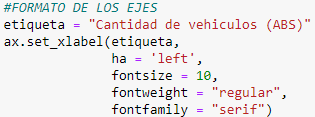 #FORMATO DE LOS EJES
etiqueta = "Cantidad de vehiculos (ABS)"
ax.set_xlabel(etiqueta,
ha = 'left',
fontsize = 10,
fontweight = "regular",
fontfamily = "serif")